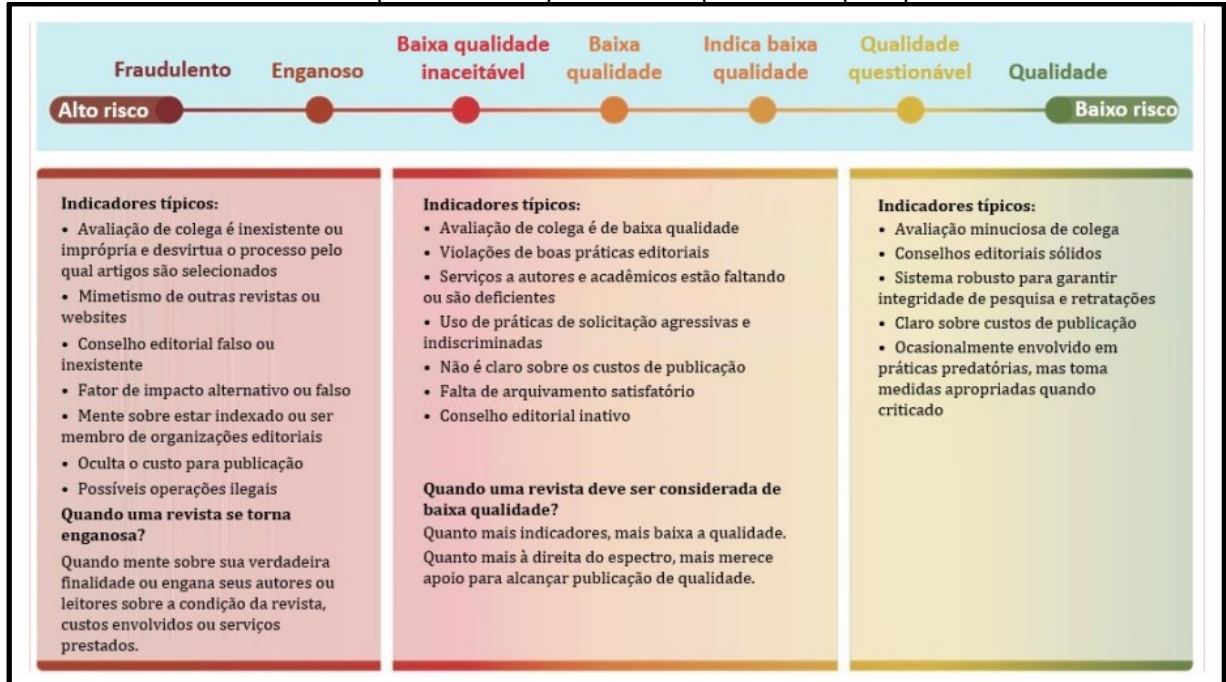 Fraudulento
Enganoso
Baixa qualidade
inaceitável
Baixa
qualidade
Indica baixa
qualidade
Qualidade
questionável
Qualidade
Alto risco
Baixo risco
Indicadores típicos:
• Avaliação de colega é inexistente ou
imprópria e desvirtua o processo pelo
qual artigos são selecionados
• Mimetismo de outras revistas ou
websites
• Conselho editorial falso ou
inexistente
• Fator de impacto alternativo ou falso
• Mente sobre estar indexado ou ser
membro de organizações editoriais
• Oculta o custo para publicação
• Possíveis operações ilegais
Quando uma revista se torna
enganosa?
Quando mente sobre sua verdadeira
finalidade ou engana seus autores ou
leitores sobre a condição da revista,
custos envolvidos ou serviços
prestados.
Indicadores típicos:
• Avaliação de colega é de baixa qualidade
• Violações de boas práticas editoriais
• Serviços a autores e acadêmicos estão faltando
ou são deficientes
• Uso de práticas de solicitação agressivas e
indiscriminadas
• Não é claro sobre os custos de publicação
• Falta de arquivamento satisfatório
• Conselho editorial inativo
Quando uma revista deve ser considerada de
baixa qualidade?
Quanto mais indicadores, mais baixa a qualidade.
Quanto mais à direita do espectro, mais merece
apoio para alcançar publicação de qualidade.
Indicadores típicos:
• Avaliação minuciosa de colega
• Conselhos editoriais sólidos
• Sistema robusto para garantir
integridade de pesquisa e retratações
• Claro sobre custos de publicação
• Ocasionalmente envolvido em
práticas predatórias, mas toma
medidas apropriadas quando
criticado